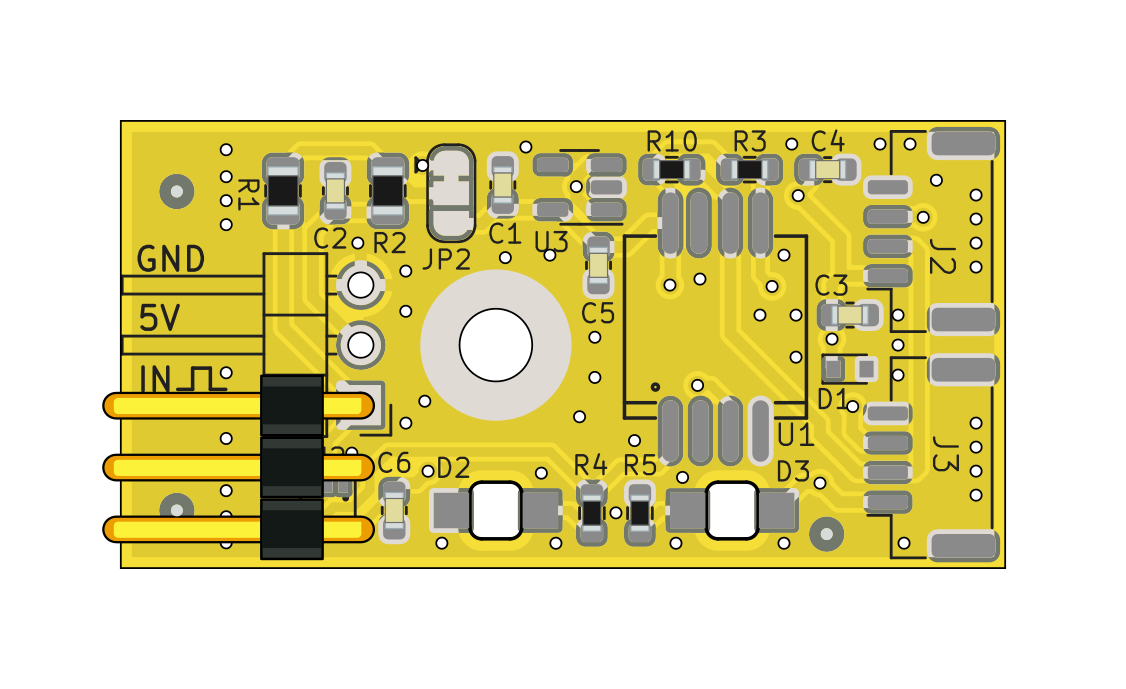 R10 R3 C4
R1 C2 R2 JP2 C1 U3
GND
J2
5V
C5 C3
IN
D1
U1
C6 D2 R4 R5 D3 J3